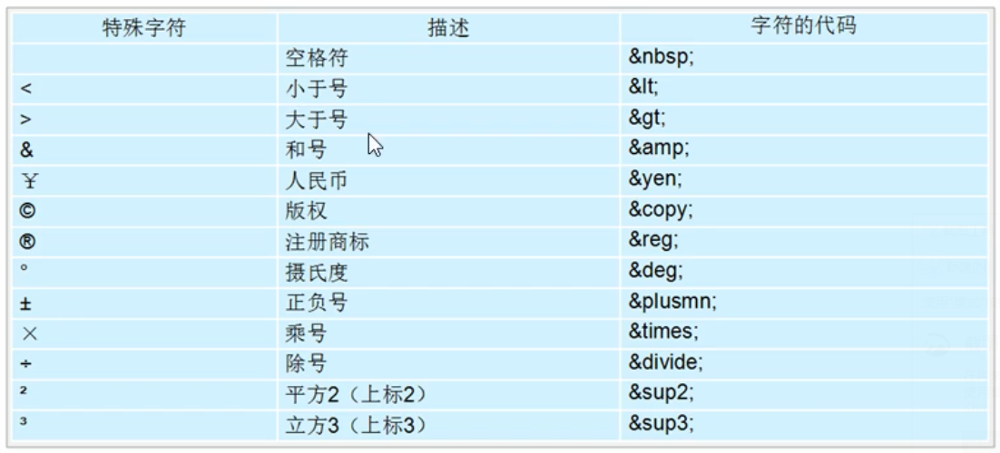 特殊字符 描述 字符的代码
空格符 &nbsp;
< 小于号 &lt;
> 大于号 &gt;
& 和号 &amp;
¥ 人民币 &yen;
© 版权 &copy;
® 注册商标 &reg;
° 摄氏度 &deg;
± 正负号 &plusmn;
× 乘号 &times;
÷ 除号 &divide;
² 平方2（上标2） &sup2;
³ 立方3（上标3） &sup3;